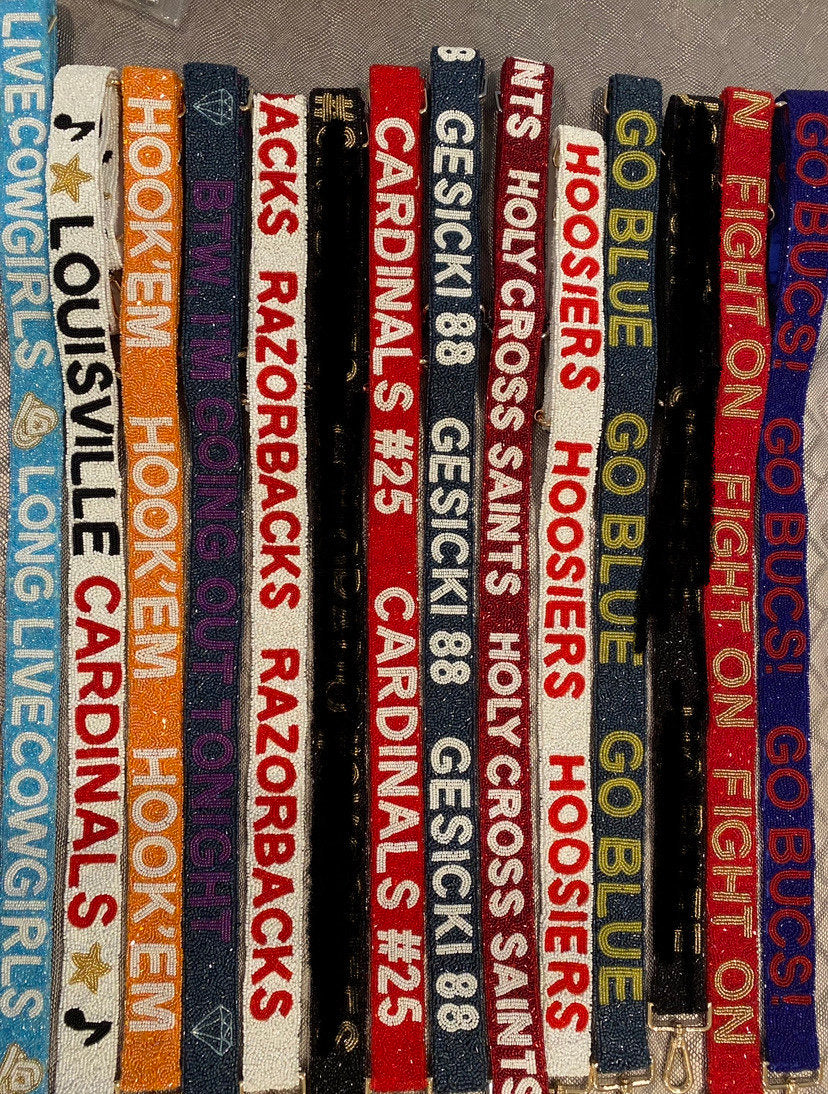 LIVE COWGIRLS LONG LIVE COWGIRLS
LOUISVILLE CARDINALS
HOOK'EM HOOK'EM HOOK'EM
BTW I'M GOING OUT TONIGHT
ACKS RAZORBACKS RAZORBACKS
CARDINALS #25 CARDINALS #25
8 GESICKI 88 GESICKI 88 GESICKI 88
NTS HOLY CROSS SAINTS HOLY CROSS SAINTS
HOOSIERS HOOSIERS HOOSIERS
GO BLUE GO BLUE GO BLUE
N FIGHT ON FIGHT ON FIGHT ON
GO BUCS! GO BUCS! GO BUCS!